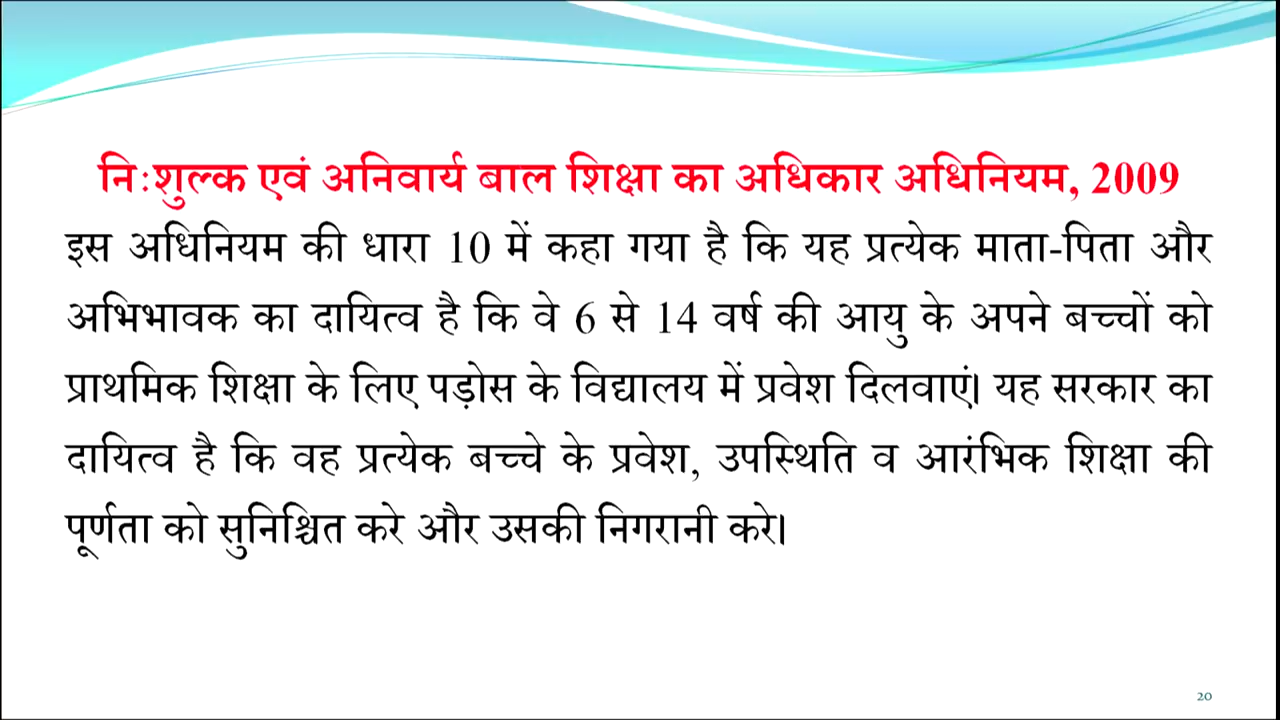 निःशुल्क एवं अनिवार्य बाल शिक्षा का अधिकार अधिनियम, 2009
इस अधिनियम की धारा 10 में कहा गया है कि यह प्रत्येक माता-पिता और
अभिभावक का दायित्व है कि वे 6 से 14 वर्ष की आयु के अपने बच्चों को
प्राथमिक शिक्षा के लिए पड़ोस के विद्यालय में प्रवेश दिलवाएं। यह सरकार का
दायित्व है कि वह प्रत्येक बच्चे के प्रवेश, उपस्थिति व आरंभिक शिक्षा की
पूर्णता को सुनिश्चित करे और उसकी निगरानी करे।
20